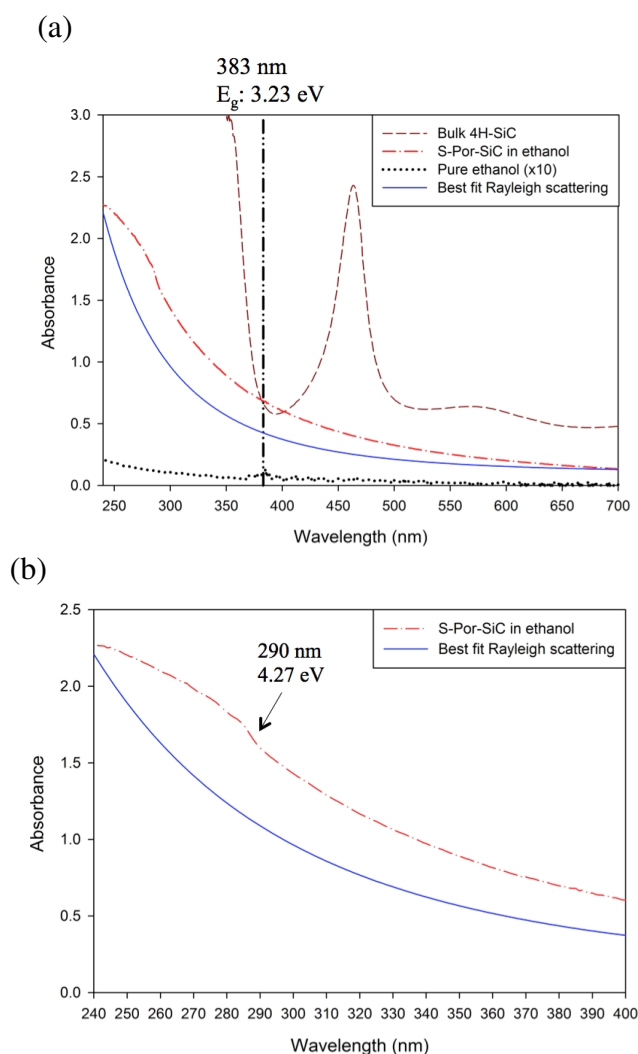 (a)
383 nm
E_g: 3.23 eV
3.0
2.5
2.0
1.5
1.0
0.5
0.0
Absorbance
Bulk 4H-SiC
S-Por-SiC in ethanol
Pure ethanol (x10)
Best fit Rayleigh scattering
250 300 350 400 450 500 550 600 650 700
Wavelength (nm)
(b)
2.5
2.0
1.5
1.0
0.5
0.0
Absorbance
S-Por-SiC in ethanol
Best fit Rayleigh scattering
290 nm
4.27 eV
240 250 260 270 280 290 300 310 320 330 340 350 360 370 380 390 400
Wavelength (nm)